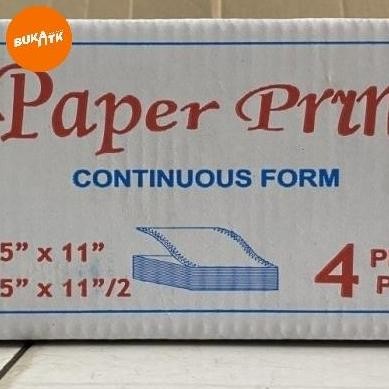 BUKATK
Paper Prin
CONTINUOUS FORM
5” x 11”
5” x 11”/2
4
P
P